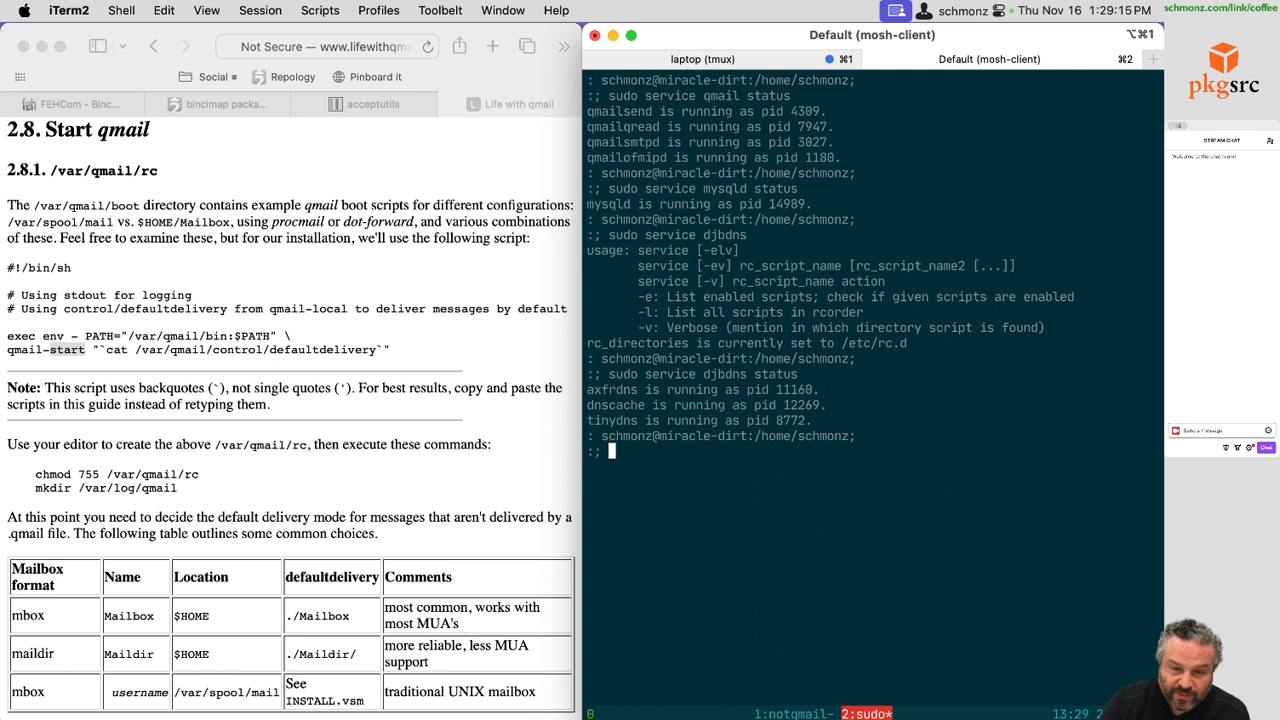 iTerm2 Shell Edit View Session Scripts Profiles Toolbelt Window Help
schmonz Thu Nov 16 1:29:15 PM
schmonz.com/link/coffee
Not Secure — www.lifewithqm
Social
Repology
Pinboard it
FEHCom - Binc...
bincimap packa...
acceptutils
Life with qmail
2.8. Start qmail
2.8.1. /var/qmail/rc
The /var/qmail/boot directory contains example qmail boot scripts for different configurations:
/var/spool/mail vs. $HOME/Mailbox, using procmail or dot-forward, and various combinations
of these. Feel free to examine these, but for our installation, we'll use the following script:
#!/bin/sh
# Using stdout for logging
# Using control/defaultdelivery from qmail-local to deliver messages by default
exec env - PATH="/var/qmail/bin:$PATH" \
qmail-start "`cat /var/qmail/control/defaultdelivery`"
Note: This script uses backquotes (`), not single quotes ('). For best results, copy and paste the
scripts in this guide instead of retyping them.
Use your editor to create the above /var/qmail/rc, then execute these commands:
chmod 755 /var/qmail/rc
mkdir /var/log/qmail
At this point you need to decide the default delivery mode for messages that aren't delivered by a
.qmail file. The following table outlines some common choices.
Mailbox format Name Location defaultdelivery Comments
mbox Mailbox $HOME ./Mailbox most common, works with most MUA's
maildir Maildir $HOME ./Maildir/ more reliable, less MUA support
mbox username /var/spool/mail See INSTALL.vsm traditional UNIX mailbox
Default (mosh-client)
⌥⌘1
laptop (tmux) ⌘1
Default (mosh-client) ⌘2
: schmonz@miracle-dirt:/home/schmonz;
:; sudo service qmail status
qmailsend is running as pid 4309.
qmailqread is running as pid 7947.
qmailsmtpd is running as pid 3027.
qmailofmipd is running as pid 1180.
: schmonz@miracle-dirt:/home/schmonz;
:; sudo service mysqld status
mysqld is running as pid 14989.
: schmonz@miracle-dirt:/home/schmonz;
:; sudo service djbdns
usage: service [-elv]
service [-ev] rc_script_name [rc_script_name2 [...]]
service [-v] rc_script_name action
-e: List enabled scripts; check if given scripts are enabled
-l: List all scripts in rcorder
-v: Verbose (mention in which directory script is found)
rc_directories is currently set to /etc/rc.d
: schmonz@miracle-dirt:/home/schmonz;
:; sudo service djbdns status
axfrdns is running as pid 11160.
dnscache is running as pid 12269.
tinydns is running as pid 8772.
: schmonz@miracle-dirt:/home/schmonz;
:;
0 1:notqmail- 2:sudo* 13:29 2
pkgsrc
STREAM CHAT
Welcome to the chat room!
Send a message
Chat